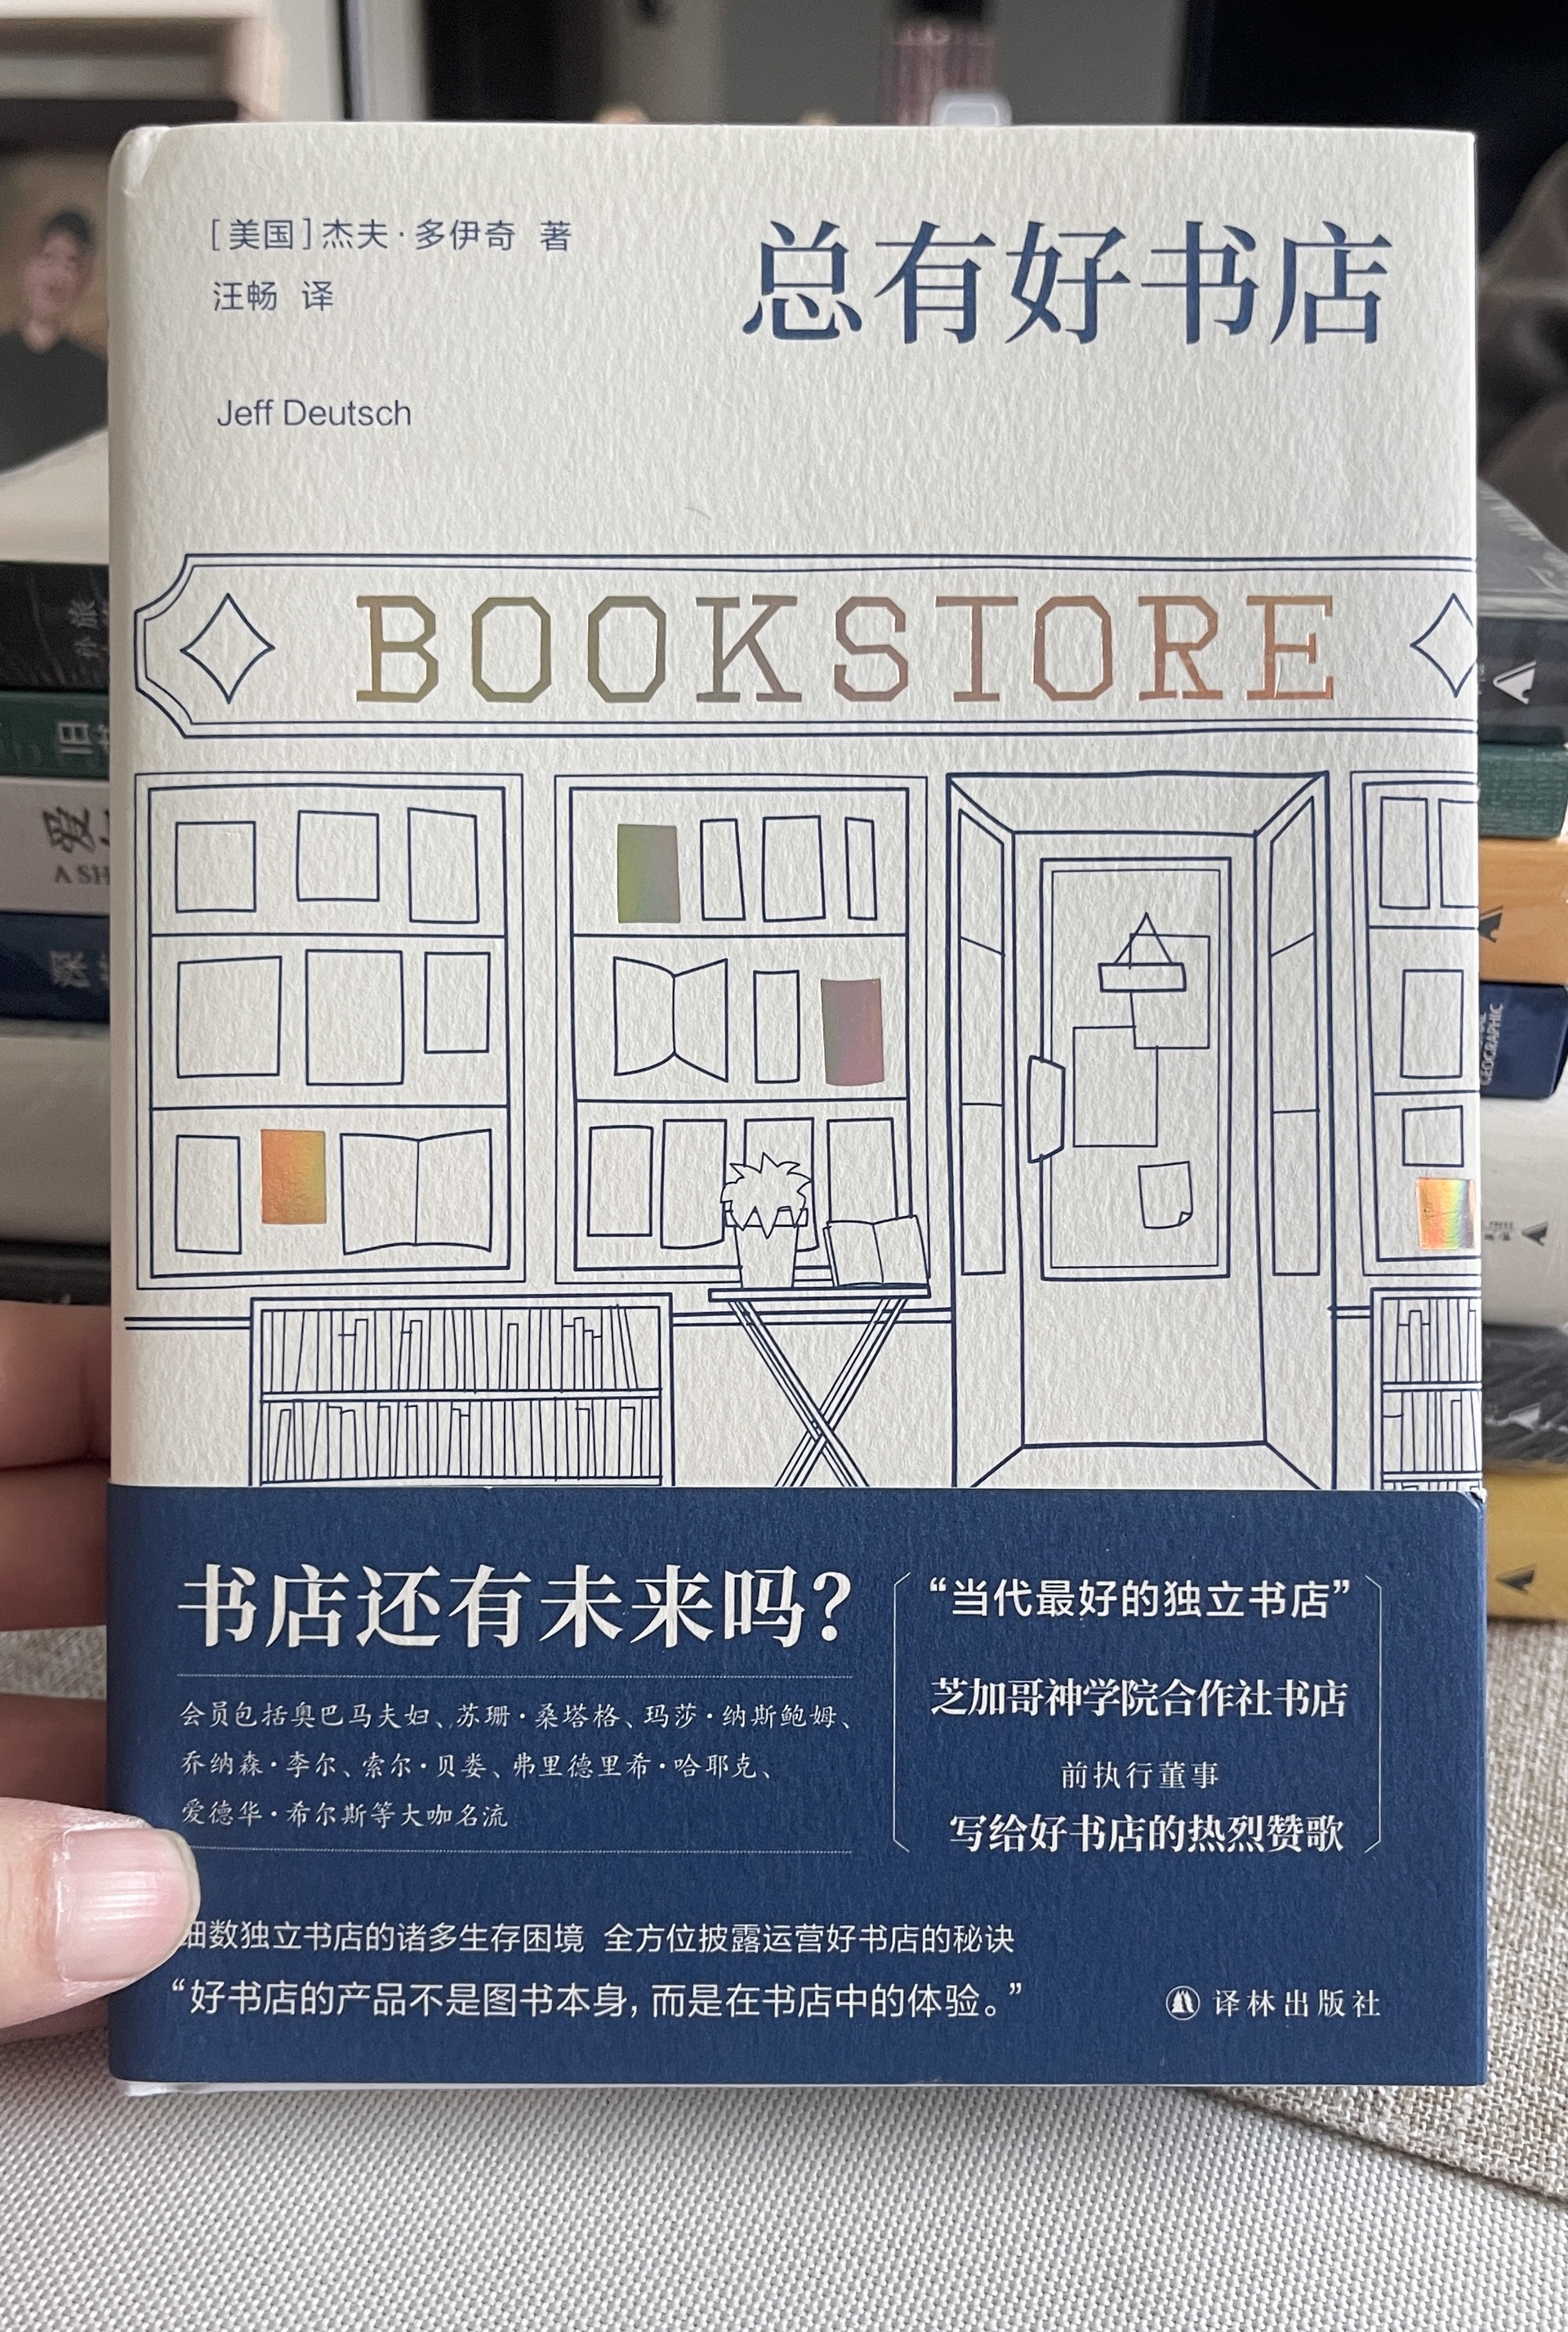 [美国]杰夫·多伊奇 著
汪畅 译
总有好书店
Jeff Deutsch
BOOKSTORE
书店还有未来吗?
会员包括奥巴马夫妇、苏珊·桑塔格、玛莎·纳斯鲍姆、
乔纳森·李尔、索尔·贝娄、弗里德里希·哈耶克、
爱德华·希尔斯等大咖名流
“当代最好的独立书店”
芝加哥神学院合作社书店
前执行董事
写给好书店的热烈赞歌
细数独立书店的诸多生存困境 全方位披露运营好书店的秘诀
“好书店的产品不是图书本身,而是在书店中的体验。”
译林出版社
旧
爱
A SH
GEOGRAPHIC